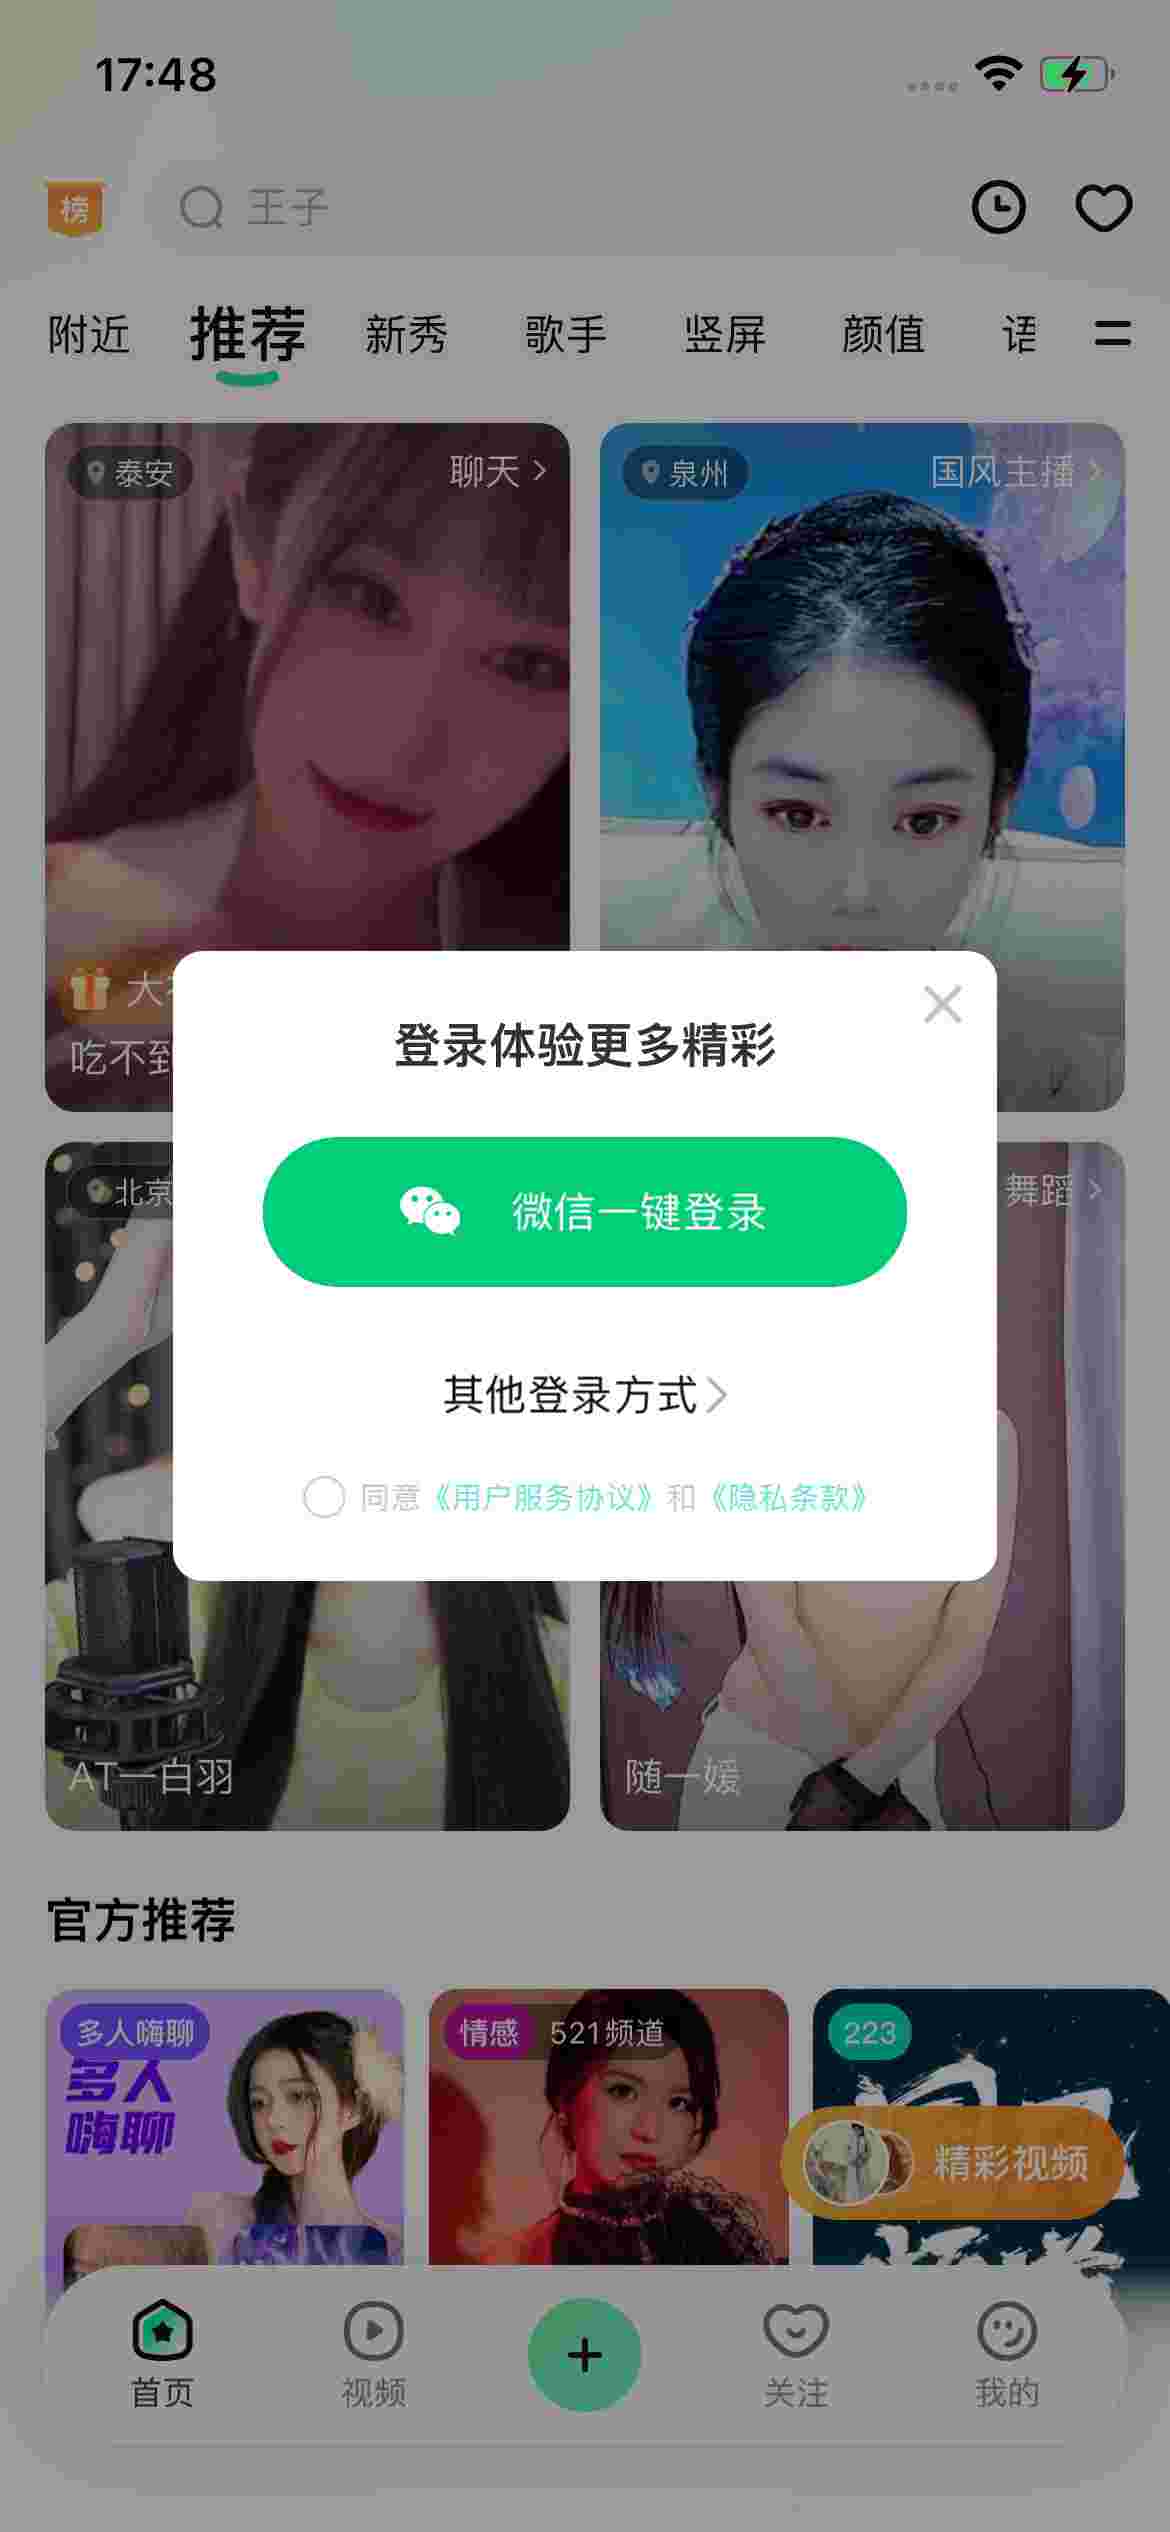 17:48
榜
王子
附近
推荐
新秀
歌手
竖屏
颜值
语
泰安
聊天
泉州
国风主播
吃不到
登录体验更多精彩
微信一键登录
其他登录方式
同意《用户服务协议》和《隐私条款》
北京
舞蹈
AT一白羽
随一媛
官方推荐
多人嗨聊
多人
嗨聊
情感
521频道
223
精彩视频
首页
视频
关注
我的